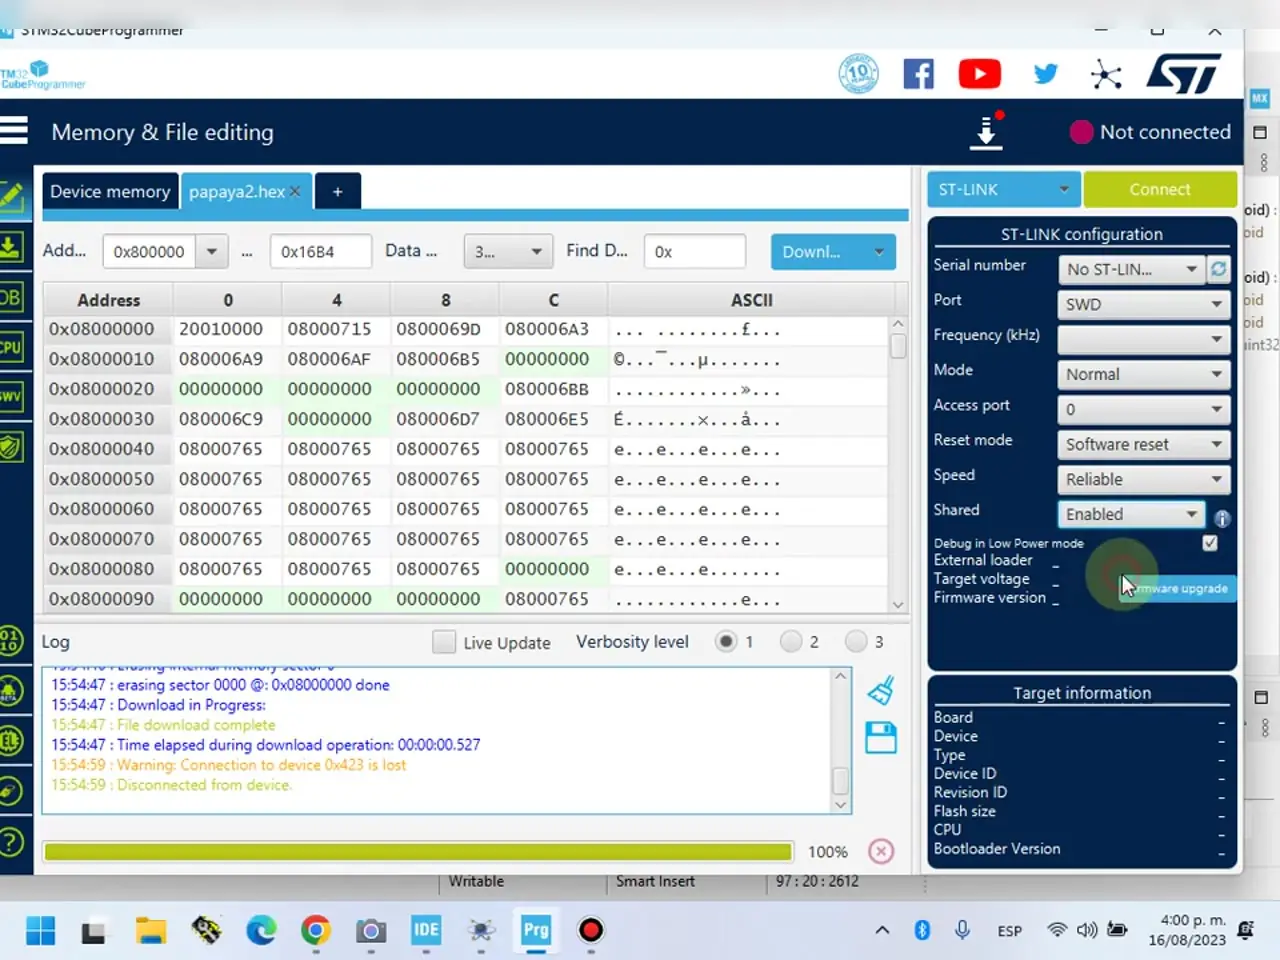 STM32CubeProgrammer
CubeProgrammer
10
Memory & File editing
Not connected
MX
Device memory
papaya2.hex
+
ST-LINK
Connect
Add...
0x800000
...
0x16B4
Data ...
3...
Find D...
0x
Downl...
ST-LINK configuration
Serial number
No ST-LIN...
Port
SWD
Frequency (kHz)
Mode
Normal
Access port
0
Reset mode
Software reset
Speed
Reliable
Shared
Enabled
Debug in Low Power mode
External loader _
Target voltage _
Firmware version _
rmware upgrade
Address 0 4 8 C ASCII
0x08000000 20010000 08000715 0800069D 080006A3 ... ........£...
0x08000010 080006A9 080006AF 080006B5 00000000 ©...¯...µ.......
0x08000020 00000000 00000000 00000000 080006BB ............»...
0x08000030 080006C9 00000000 080006D7 080006E5 É.......×...å...
0x08000040 08000765 08000765 08000765 08000765 e...e...e...e...
0x08000050 08000765 08000765 08000765 08000765 e...e...e...e...
0x08000060 08000765 08000765 08000765 08000765 e...e...e...e...
0x08000070 08000765 08000765 08000765 08000765 e...e...e...e...
0x08000080 08000765 08000765 08000765 00000000 e...e...e.......
0x08000090 00000000 00000000 00000000 08000765 ............e...
Log
Live Update
Verbosity level
1
2
3
15:54:47 : erasing sector 0000 @: 0x08000000 done
15:54:47 : Download in Progress:
15:54:47 : File download complete
15:54:47 : Time elapsed during download operation: 00:00:00.527
15:54:59 : Warning: Connection to device 0x423 is lost
15:54:59 : Disconnected from device.
100%
Target information
Board _
Device _
Type _
Device ID _
Revision ID _
Flash size _
CPU _
Bootloader Version _
OB
CPU
SWV
Writable
Smart Insert
97 : 20 : 2612
IDE
Prg
ESP
4:00 p. m.
16/08/2023